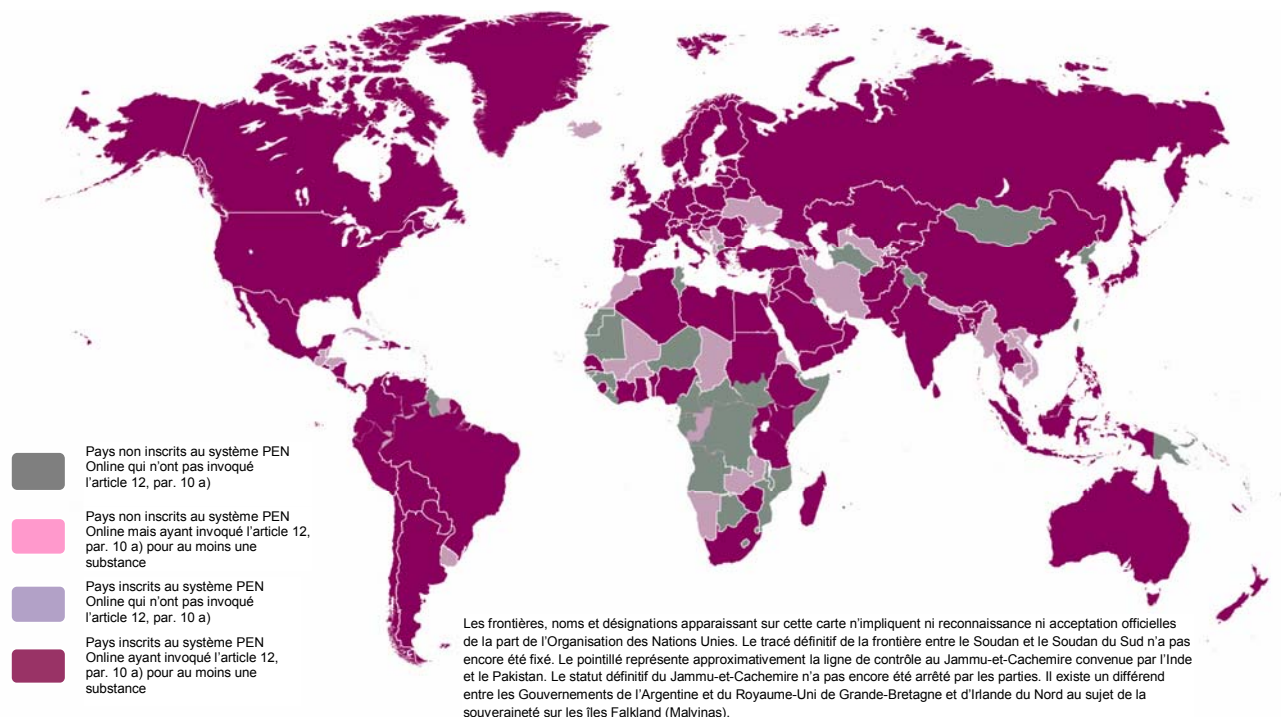 Pays non inscrits au système PEN
Online qui n'ont pas invoqué
l'article 12, par. 10 a)
Pays non inscrits au système PEN
Online mais ayant invoqué l'article 12,
par. 10 a) pour au moins une
substance
Pays inscrits au système PEN
Online qui n'ont pas invoqué
l'article 12, par. 10 a)
Pays inscrits au système PEN
Online ayant invoqué l'article 12,
par. 10 a) pour au moins une
substance
Les frontières, noms et désignations apparaissant sur cette carte n'impliquent ni reconnaissance ni acceptation officielles
de la part de l'Organisation des Nations Unies. Le tracé définitif de la frontière entre le Soudan et le Soudan du Sud n'a pas
encore été fixé. Le pointillé représente approximativement la ligne de contrôle au Jammu-et-Cachemire convenue par l'Inde
et le Pakistan. Le statut définitif du Jammu-et-Cachemire n'a pas encore été arrêté par les parties. Il existe un différend
entre les Gouvernements de l'Argentine et du Royaume-Uni de Grande-Bretagne et d'Irlande du Nord au sujet de la
souveraineté sur les îles Falkland (Malvinas).